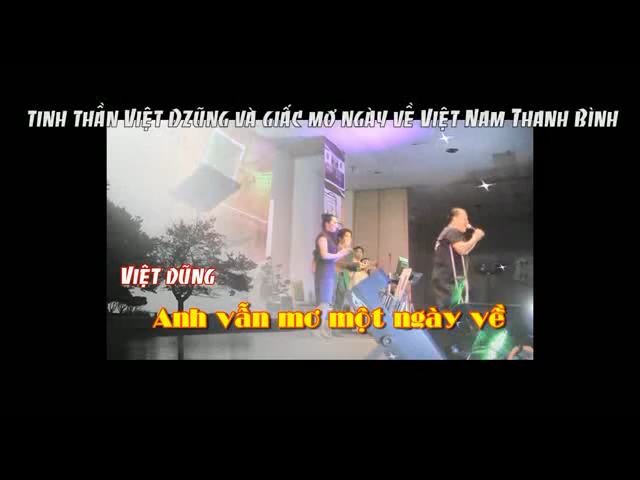 TINH THẦN VIỆT DZŨNG VÀ GIẤC MƠ NGÀY VỀ VIỆT NAM THANH BÌNH
VIỆT DŨNG
Anh vẫn mơ một ngày về